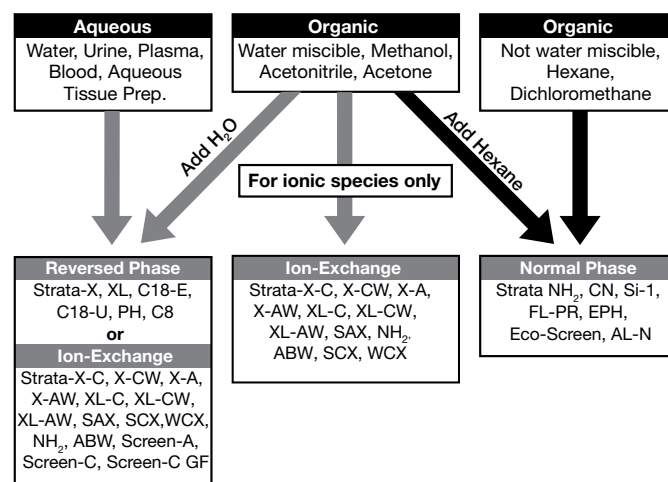 Aqueous
Water, Urine, Plasma,
Blood, Aqueous
Tissue Prep.
Organic
Water miscible, Methanol,
Acetonitrile, Acetone
Organic
Not water miscible,
Hexane,
Dichloromethane
Add H₂O
For ionic species only
Add Hexane
Reversed Phase
Strata-X, XL, C18-E,
C18-U, PH, C8
or
Ion-Exchange
Strata-X-C, X-CW, X-A,
X-AW, XL-C, XL-CW,
XL-AW, SAX, SCX,WCX,
NH₂, ABW, Screen-A,
Screen-C, Screen-C GF
Ion-Exchange
Strata-X-C, X-CW, X-A,
X-AW, XL-C, XL-CW,
XL-AW, SAX, NH₂,
ABW, SCX, WCX
Normal Phase
Strata NH₂, CN, Si-1,
FL-PR, EPH,
Eco-Screen, AL-N